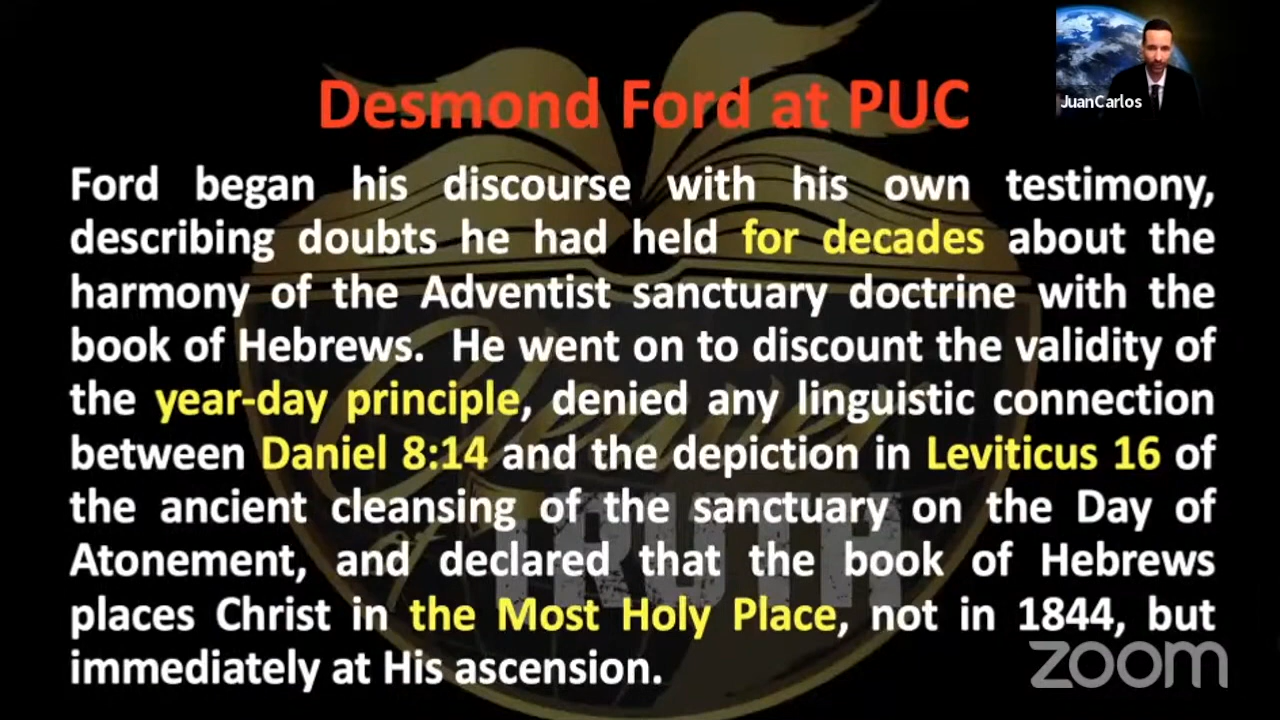 Desmond Ford at PUC
JuanCarlos
Ford began his discourse with his own testimony,
describing doubts he had held for decades about the
harmony of the Adventist sanctuary doctrine with the
book of Hebrews. He went on to discount the validity of
the year-day principle, denied any linguistic connection
between Daniel 8:14 and the depiction in Leviticus 16 of
the ancient cleansing of the sanctuary on the Day of
Atonement, and declared that the book of Hebrews
places Christ in the Most Holy Place, not in 1844, but
immediately at His ascension.
Cleaver
OF
TRUTH
zoom